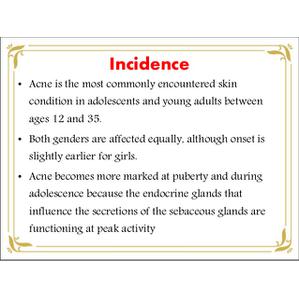 Incidence
• Acne is the most commonly encountered skin
condition in adolescents and young adults between
ages 12 and 35.
• Both genders are affected equally, although onset is
slightly earlier for girls.
• Acne becomes more marked at puberty and during
adolescence because the endocrine glands that
influence the secretions of the sebaceous glands are
functioning at peak activity